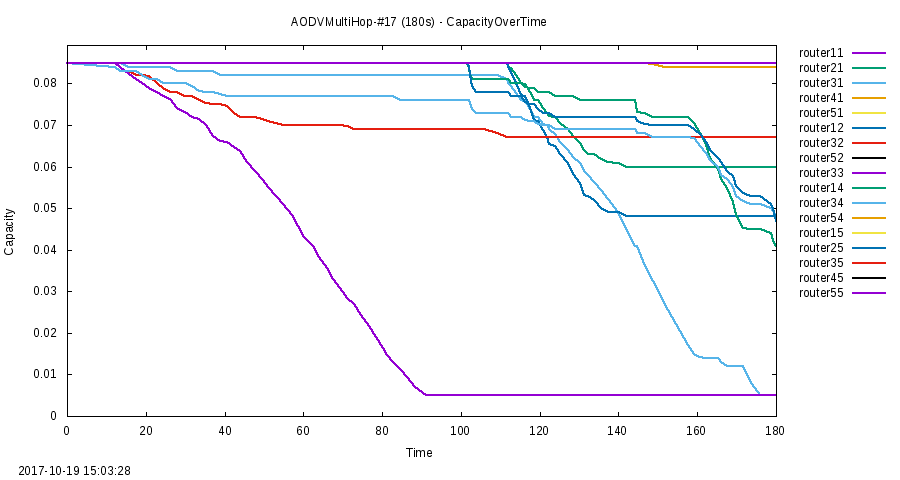 AODVMultiHop-#17 (180s) - CapacityOverTime
router11
router21
router31
router41
router51
router12
router32
router52
router33
router14
router34
router54
router15
router25
router35
router45
router55
Capacity
0.08
0.07
0.06
0.05
0.04
0.03
0.02
0.01
0
0 20 40 60 80 100 120 140 160 180
Time
2017-10-19 15:03:28